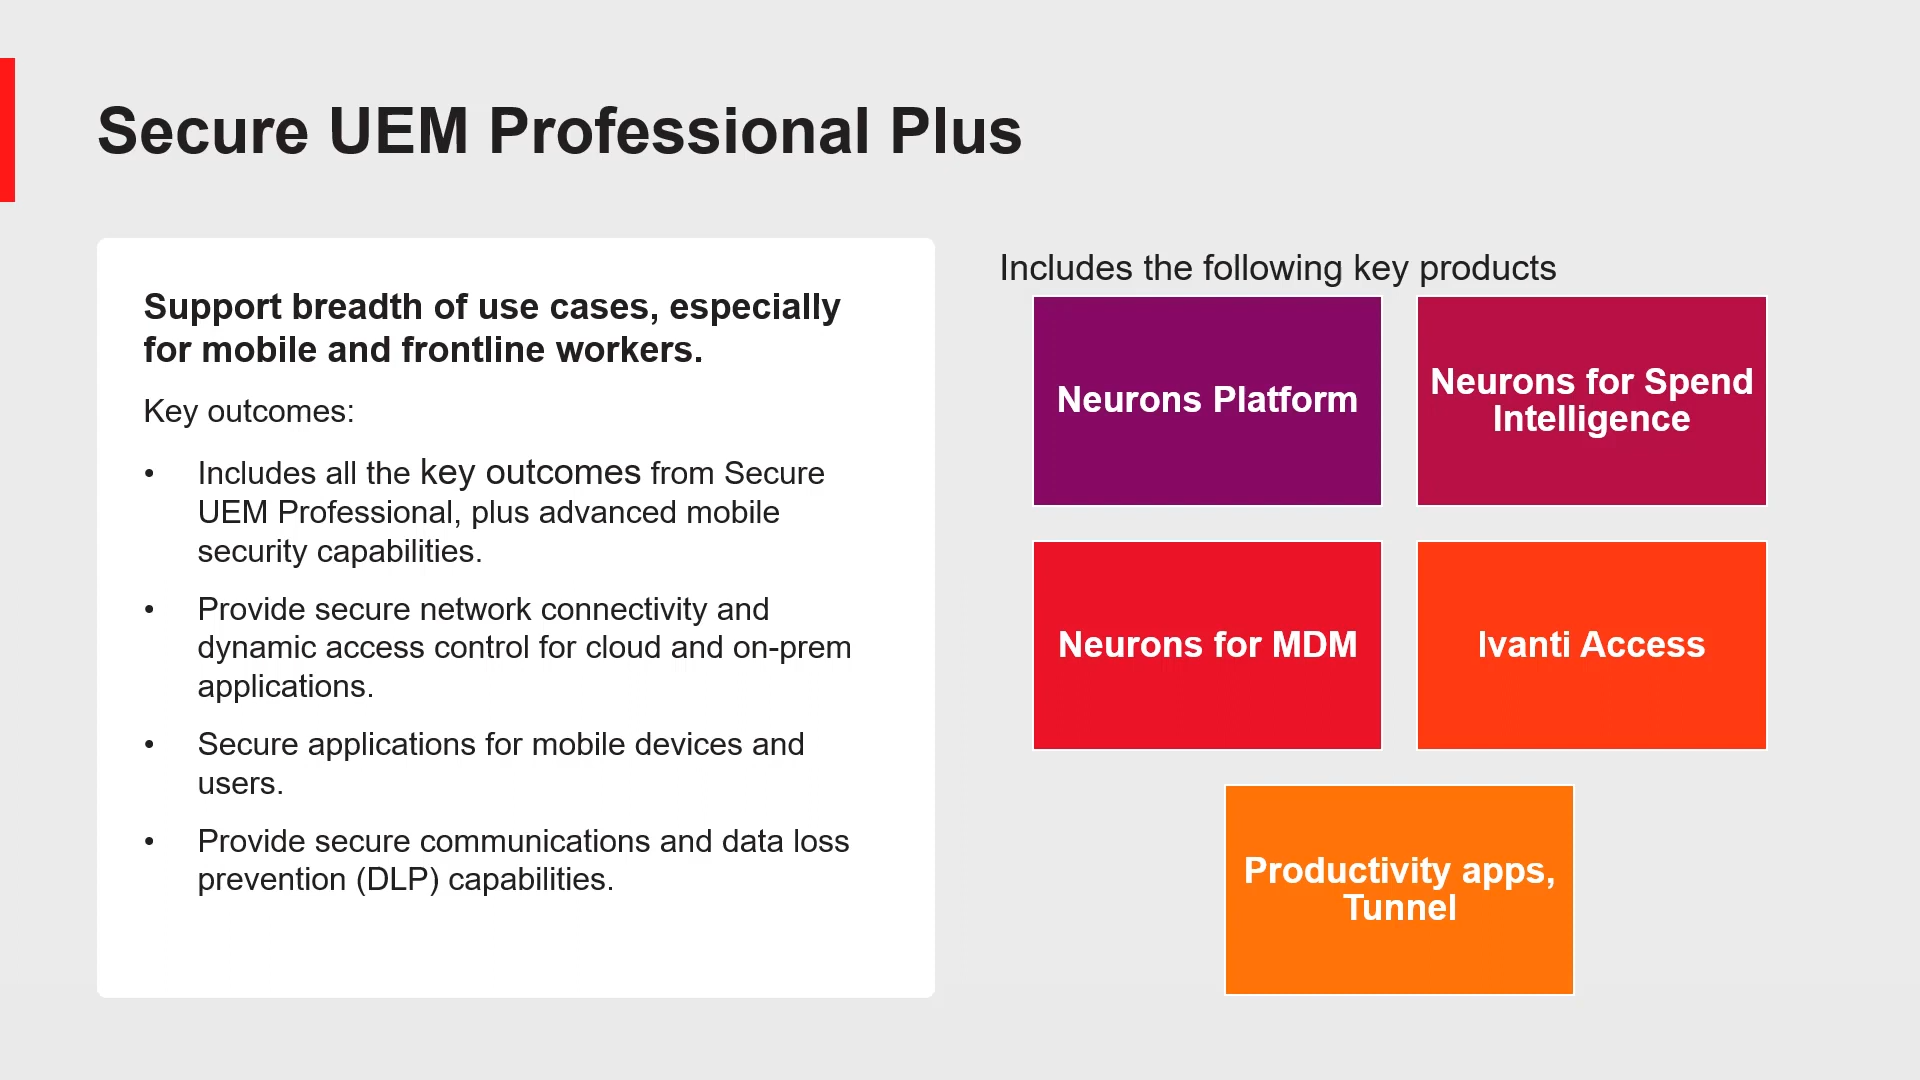 Secure UEM Professional Plus
Support breadth of use cases, especially
for mobile and frontline workers.
Key outcomes:
• Includes all the key outcomes from Secure
UEM Professional, plus advanced mobile
security capabilities.
• Provide secure network connectivity and
dynamic access control for cloud and on-prem
applications.
• Secure applications for mobile devices and
users.
• Provide secure communications and data loss
prevention (DLP) capabilities.
Includes the following key products
Neurons Platform
Neurons for Spend
Intelligence
Neurons for MDM
Ivanti Access
Productivity apps,
Tunnel